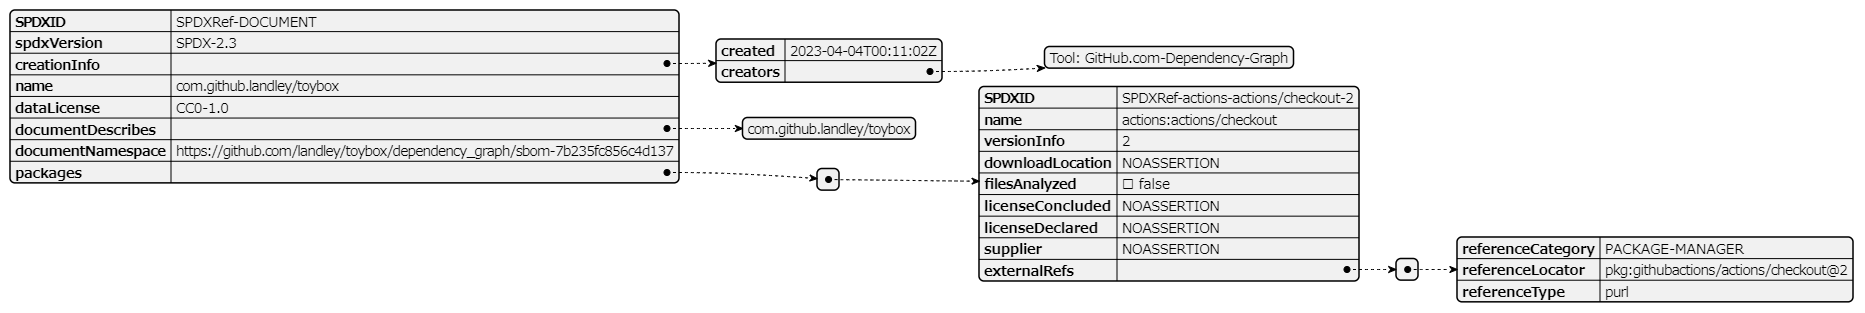 SPDXID SPDXRef-DOCUMENT
spdxVersion SPDX-2.3
creationInfo
name com.github.landley/toybox
dataLicense CC0-1.0
documentDescribes
documentNamespace https://github.com/landley/toybox/dependency_graph/sbom-7b235fc856c4d137
packages
created 2023-04-04T00:11:02Z
creators
Tool: GitHub.com-Dependency-Graph
com.github.landley/toybox
SPDXID SPDXRef-actions-actions/checkout-2
name actions:actions/checkout
versionInfo 2
downloadLocation NOASSERTION
filesAnalyzed ☐ false
licenseConcluded NOASSERTION
licenseDeclared NOASSERTION
supplier NOASSERTION
externalRefs
referenceCategory PACKAGE-MANAGER
referenceLocator pkg:githubactions/actions/checkout@2
referenceType purl